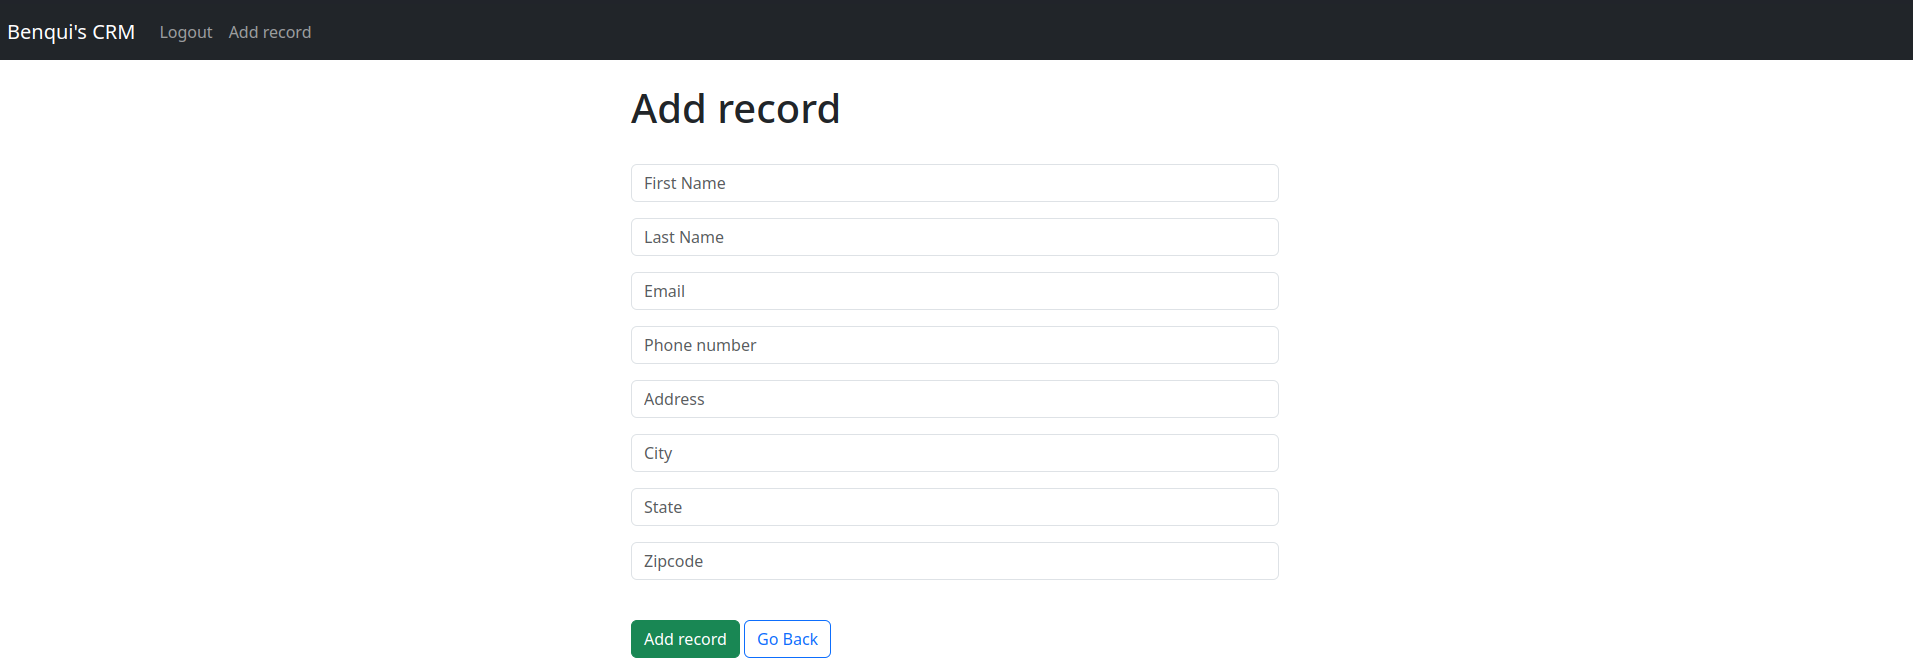 Benqui's CRM Logout Add record
Add record
First Name
Last Name
Email
Phone number
Address
City
State
Zipcode
Add record Go Back